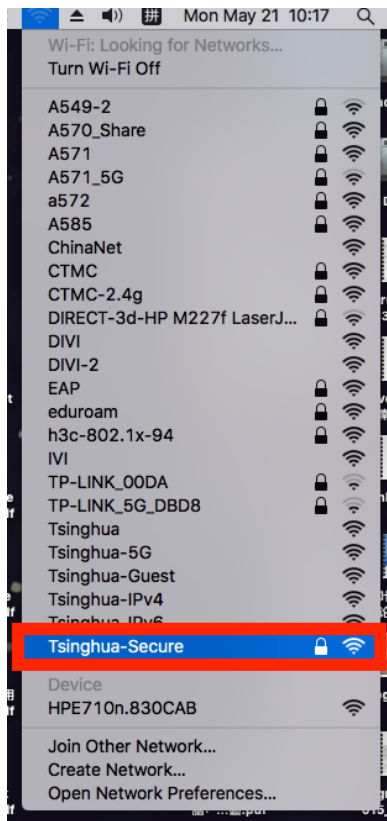 拼 Mon May 21 10:17
Wi-Fi: Looking for Networks...
Turn Wi-Fi Off
A549-2
A570_Share
A571
A571_5G
a572
A585
ChinaNet
CTMC
CTMC-2.4g
DIRECT-3d-HP M227f LaserJ...
DIVI
DIVI-2
EAP
eduroam
h3c-802.1x-94
IVI
TP-LINK_00DA
TP-LINK_5G_DBD8
Tsinghua
Tsinghua-5G
Tsinghua-Guest
Tsinghua-IPv4
Tsinghua-IPv6
Tsinghua-Secure
Device
HPE710n.830CAB
Join Other Network...
Create Network...
Open Network Preferences...